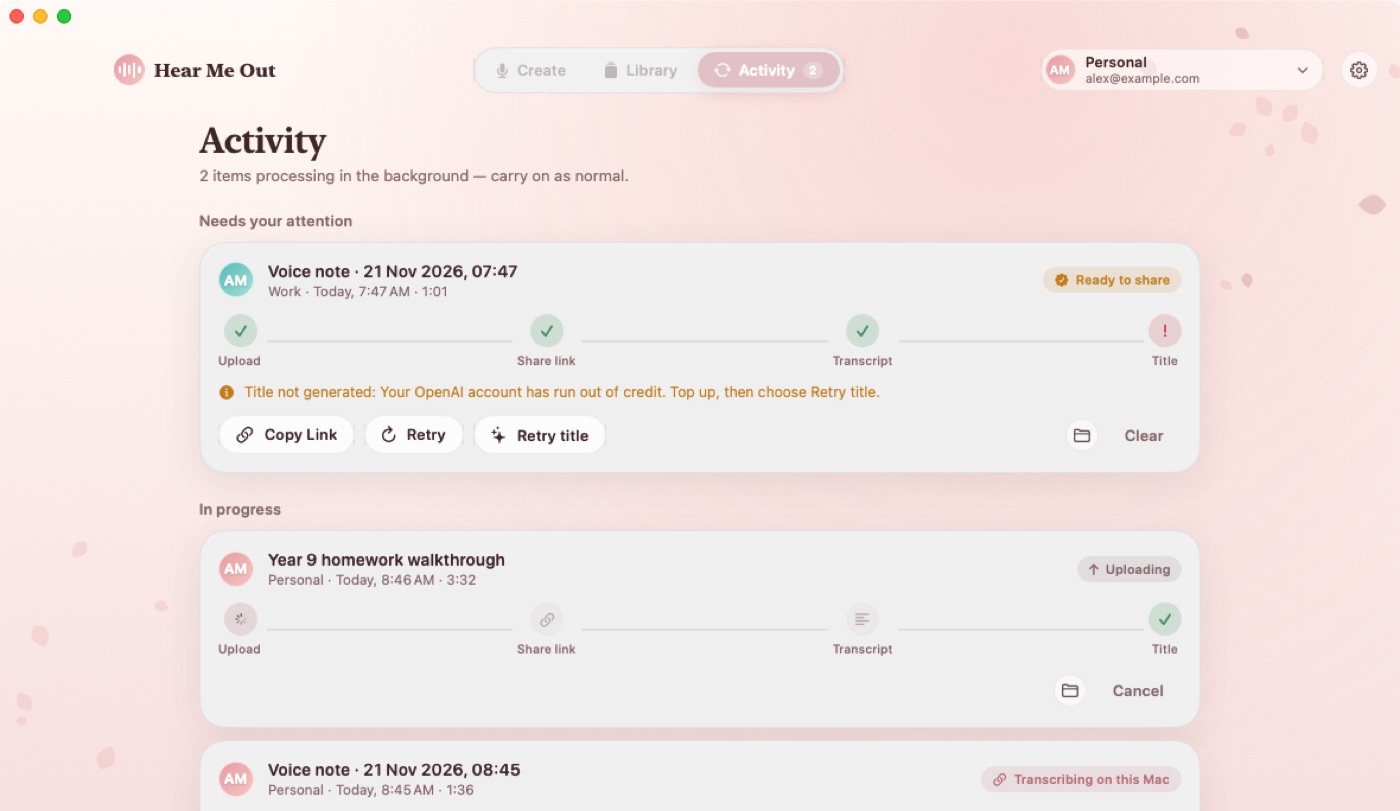 Hear Me Out
Create
Library
Activity 2
AM
Personal
alex@example.com
Activity
2 items processing in the background — carry on as normal.
Needs your attention
AM
Voice note · 21 Nov 2026, 07:47
Work · Today, 7:47 AM · 1:01
Ready to share
Upload
Share link
Transcript
!
Title
Title not generated: Your OpenAI account has run out of credit. Top up, then choose Retry title.
Copy Link
Retry
Retry title
Clear
In progress
AM
Year 9 homework walkthrough
Personal · Today, 8:46 AM · 3:32
Uploading
Upload
Share link
Transcript
Title
Cancel
AM
Voice note · 21 Nov 2026, 08:45
Personal · Today, 8:45 AM · 1:36
Transcribing on this Mac